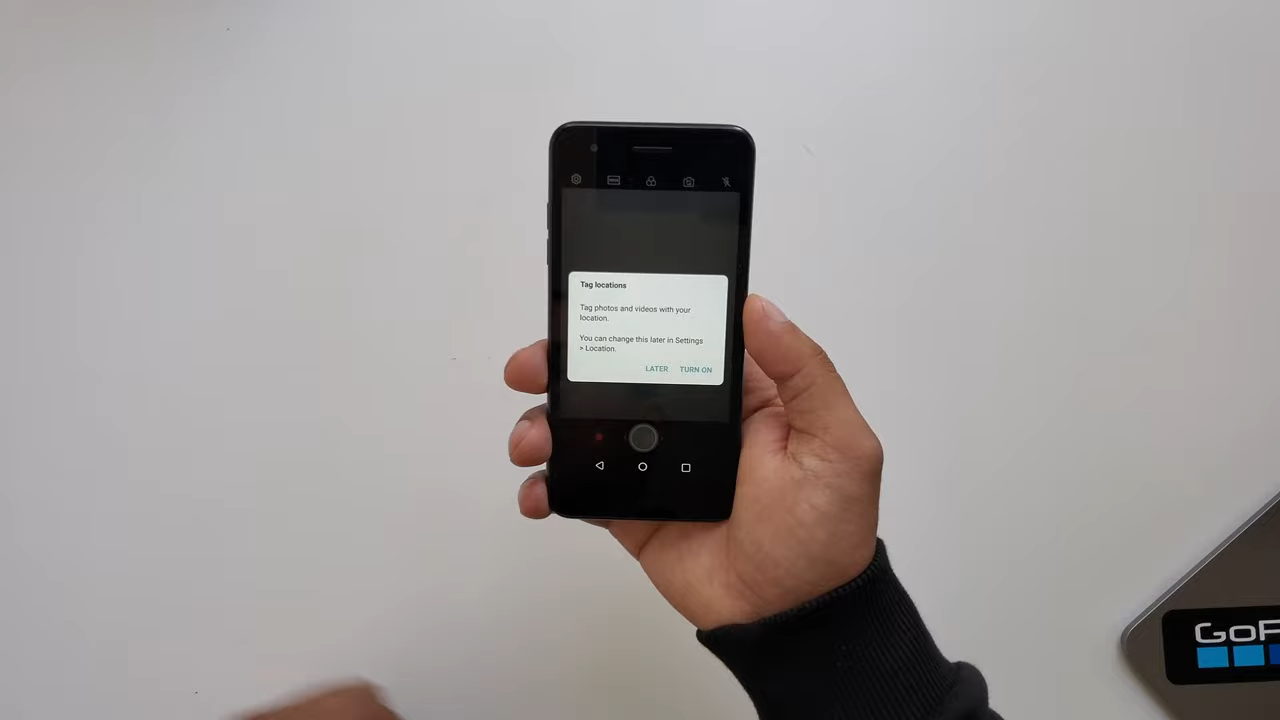 Tag locations
Tag photos and videos with your
location.
You can change this later in Settings
> Location.
LATER TURN ON
GoP